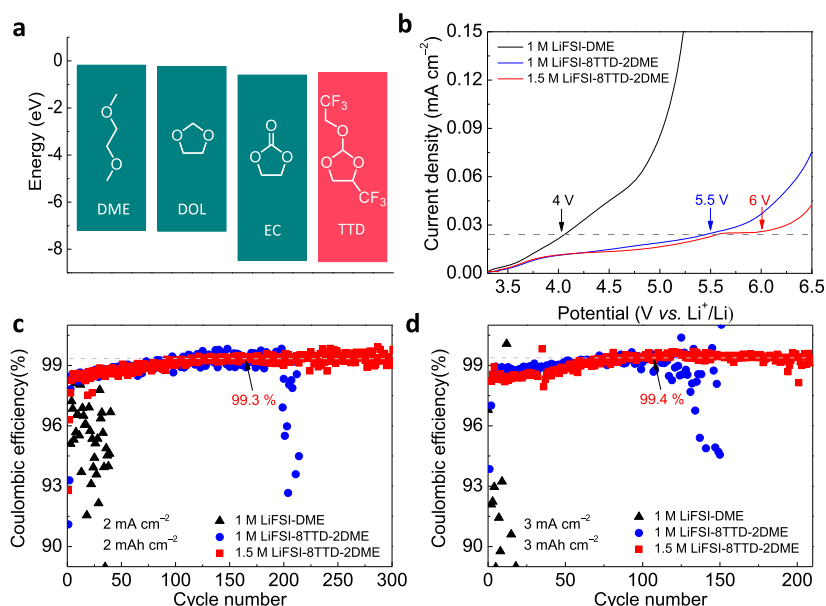 a
0
-2
-4
-6
-8
Energy (eV)
O
O
DME
O
O
DOL
O
O
O
EC
CF3
O
O
O
CF3
TTD
b
0.15
0.12
0.09
0.06
0.03
0.00
Current density (mA cm−2)
1 M LiFSI-DME
1 M LiFSI-8TTD-2DME
1.5 M LiFSI-8TTD-2DME
4 V
5.5 V
6 V
3.5 4.0 4.5 5.0 5.5 6.0 6.5
Potential (V vs. Li+/Li)
c
99
96
93
90
Coulombic efficiency(%)
99.3 %
2 mA cm−2
2 mAh cm−2
1 M LiFSI-DME
1 M LiFSI-8TTD-2DME
1.5 M LiFSI-8TTD-2DME
0 50 100 150 200 250 300
Cycle number
d
99
96
93
90
Coulombic efficiency(%)
99.4 %
3 mA cm−2
3 mAh cm−2
1 M LiFSI-DME
1 M LiFSI-8TTD-2DME
1.5 M LiFSI-8TTD-2DME
0 50 100 150 200
Cycle number